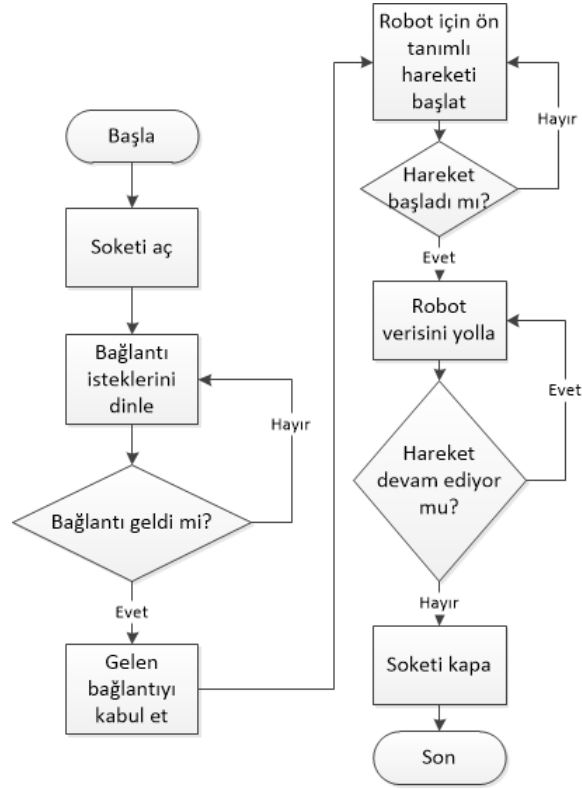 Başla
Soketi aç
Bağlantı
isteklerini
dinle
Hayır
Bağlantı geldi mi?
Evet
Gelen
bağlantıyı
kabul et
Robot için ön
tanımlı
hareketi
başlat
Hayır
Hareket
başladı mı?
Evet
Robot
verisini yolla
Evet
Hareket
devam ediyor
mu?
Hayır
Soketi kapa
Son